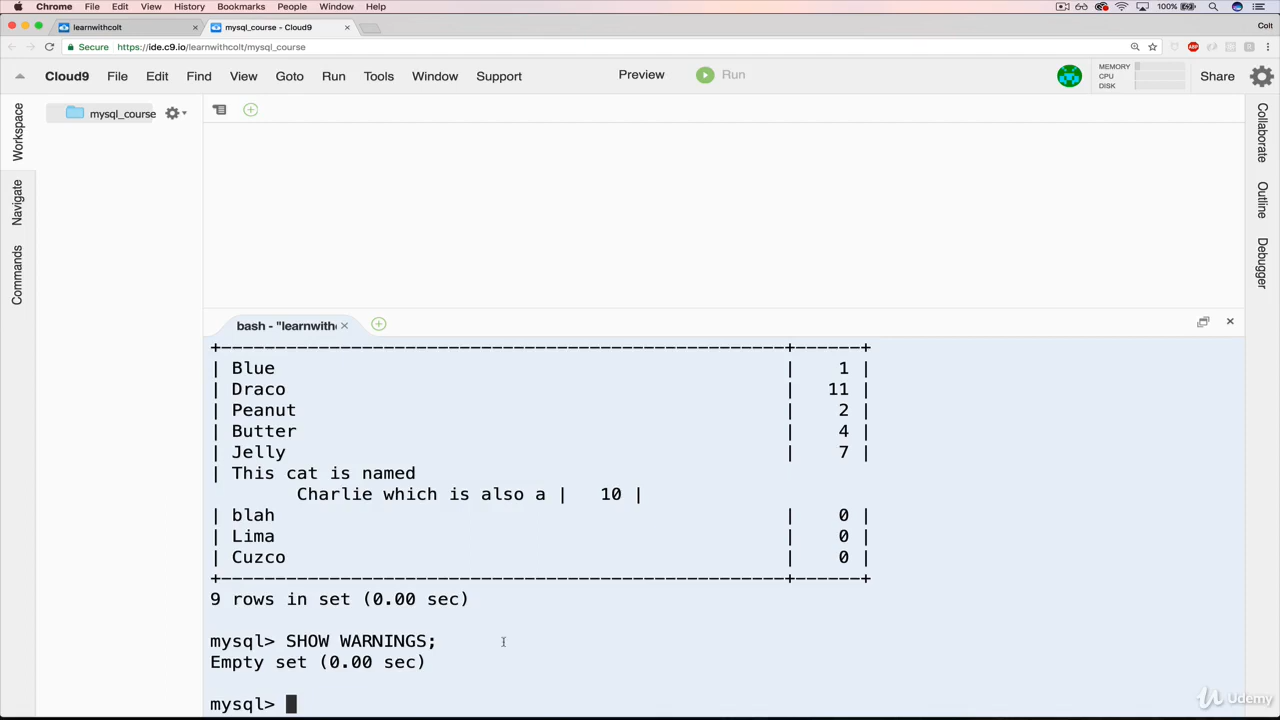 Chrome File Edit View History Bookmarks People Window Help 100%
learnwithcolt mysql_course - Cloud9 Colt
Secure https://ide.c9.io/learnwithcolt/mysql_course ABP
Cloud9 File Edit Find View Goto Run Tools Window Support Preview Run MEMORY CPU DISK Share
Workspace
Navigate
Commands
mysql_course
Collaborate
Outline
Debugger
bash - "learnwith
+-----------------------------------------------------+------+
| Blue | 1 |
| Draco | 11 |
| Peanut | 2 |
| Butter | 4 |
| Jelly | 7 |
| This cat is named
Charlie which is also a | 10 |
| blah | 0 |
| Lima | 0 |
| Cuzco | 0 |
+-----------------------------------------------------+------+
9 rows in set (0.00 sec)
mysql> SHOW WARNINGS;
Empty set (0.00 sec)
mysql>
Udemy